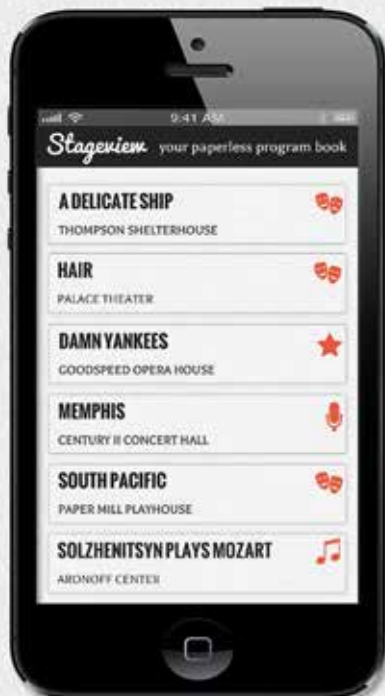 9:41 AM
Stageview your paperless program book
A DELICATE SHIP
THOMPSON SHELTERHOUSE
HAIR
PALACE THEATER
DAMN YANKEES
GOODSPEED OPERA HOUSE
MEMPHIS
CENTURY II CONCERT HALL
SOUTH PACIFIC
PAPER MILL PLAYHOUSE
SOLZHENITSYN PLAYS MOZART
ARONOFF CENTER